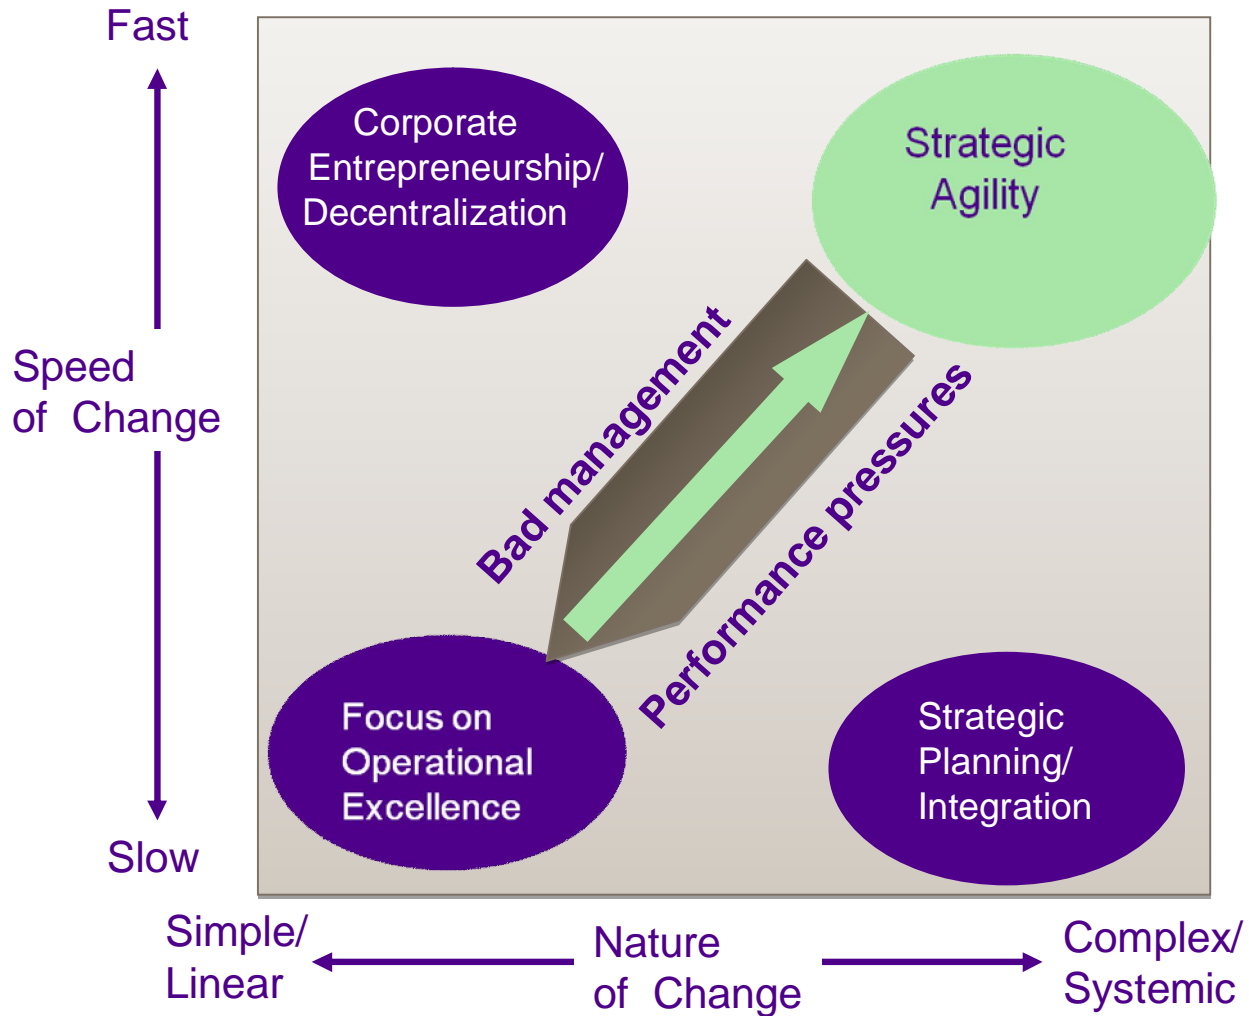 Fast
Corporate
Entrepreneurship/
Decentralization
Strategic
Agility
Speed
of Change
Bad management
Performance pressures
Focus on
Operational
Excellence
Strategic
Planning/
Integration
Slow
Simple/
Linear
Nature
of Change
Complex/
Systemic